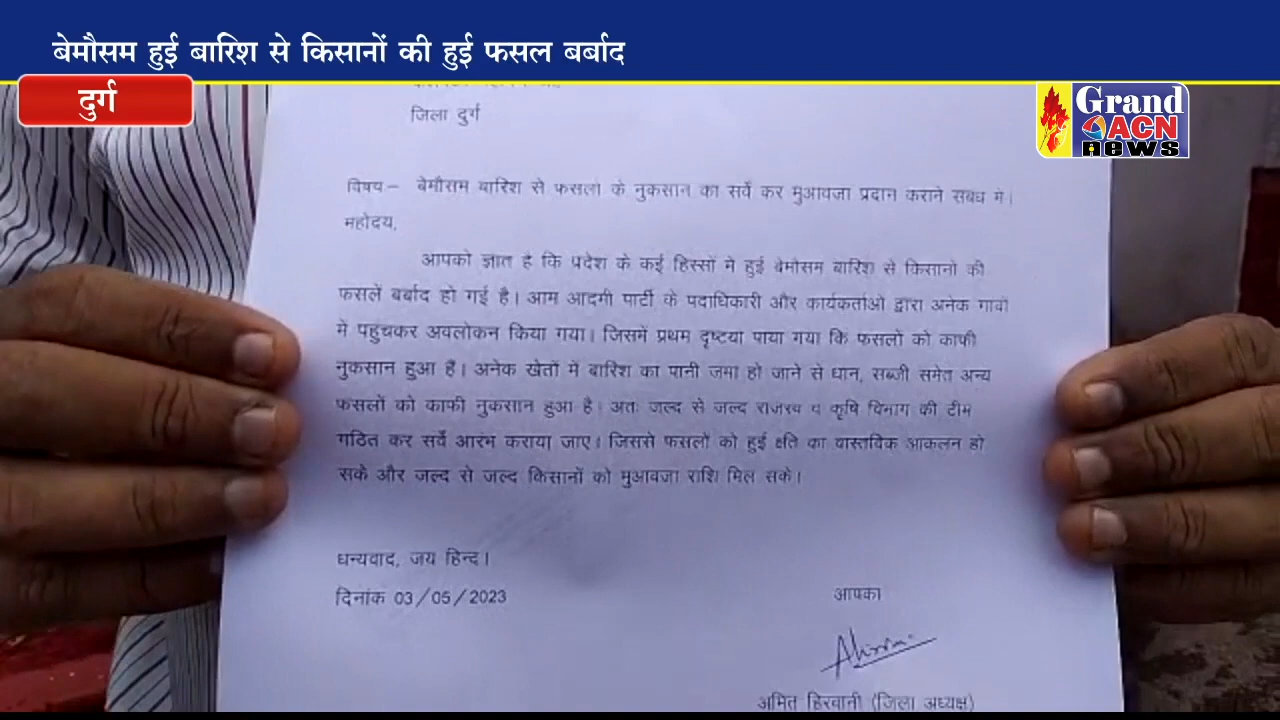 बेमौसम हुई बारिश से किसानों की हुई फसल बर्बाद
दुर्ग
Grand
ACN
news
जिला दुर्ग
विषय– बेमौसम बारिश से फसलों के नुकसान का सर्वे कर मुआवजा प्रदान कराने संबंध में।
महोदय,
आपको ज्ञात है कि प्रदेश के कई हिस्सों में हुई बेमौसम बारिश से किसानों की
फसलें बर्बाद हो गई है। आम आदमी पार्टी के पदाधिकारी और कार्यकर्ताओं द्वारा अनेक गांवों
में पहुंचकर अवलोकन किया गया। जिसमें प्रथम दृष्टया पाया गया कि फसलों को काफी
नुकसान हुआ है। अनेक खेतों में बारिश का पानी जमा हो जाने से धान, सब्जी समेत अन्य
फसलों को काफी नुकसान हुआ है। अतः जल्द से जल्द राजस्व व कृषि विभाग की टीम
गठित कर सर्वे आरंभ कराया जाए। जिससे फसलों को हुई क्षति का वास्तविक आकलन हो
सके और जल्द से जल्द किसानों को मुआवजा राशि मिल सके।
धन्यवाद, जय हिन्द।
दिनांक 03/05/2023
आपका
अमित हिरवानी (जिला अध्यक्ष)